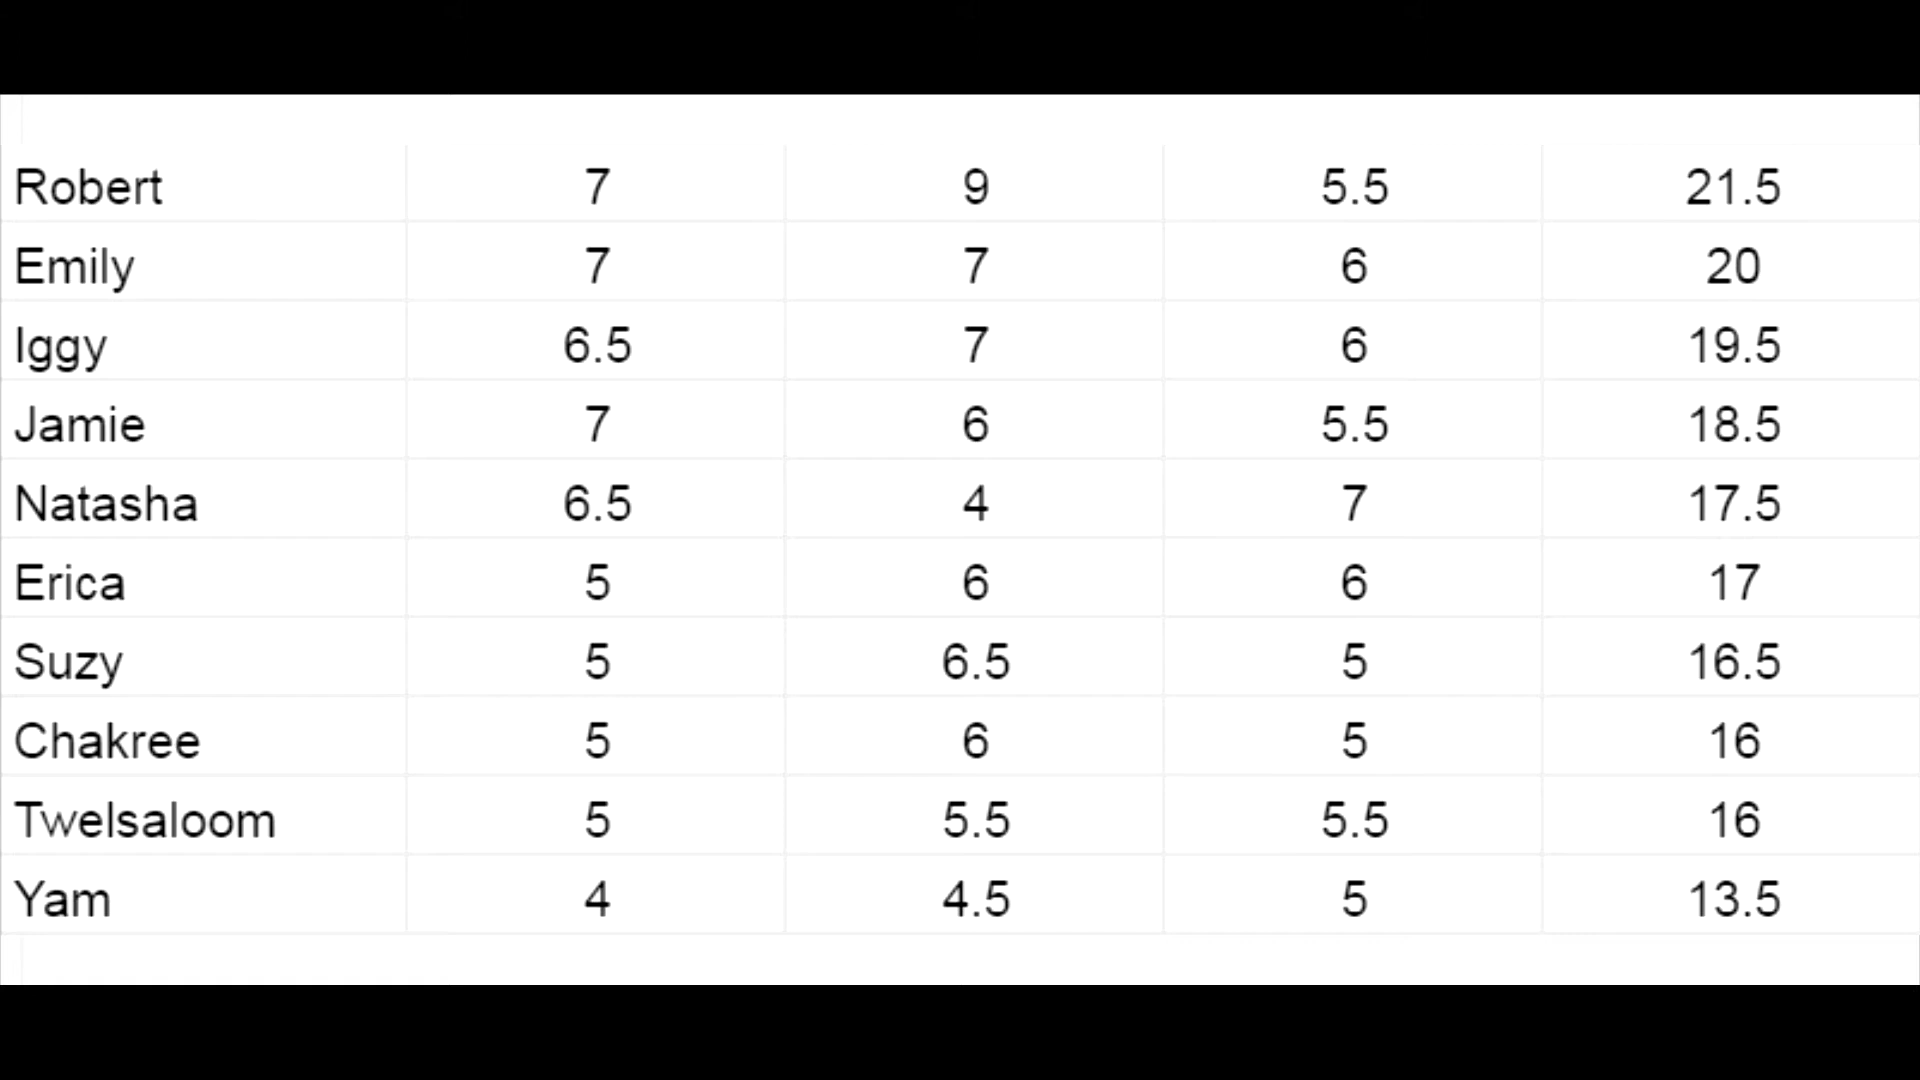 Robert 7 9 5.5 21.5
Emily 7 7 6 20
Iggy 6.5 7 6 19.5
Jamie 7 6 5.5 18.5
Natasha 6.5 4 7 17.5
Erica 5 6 6 17
Suzy 5 6.5 5 16.5
Chakree 5 6 5 16
Twelsaloom 5 5.5 5.5 16
Yam 4 4.5 5 13.5